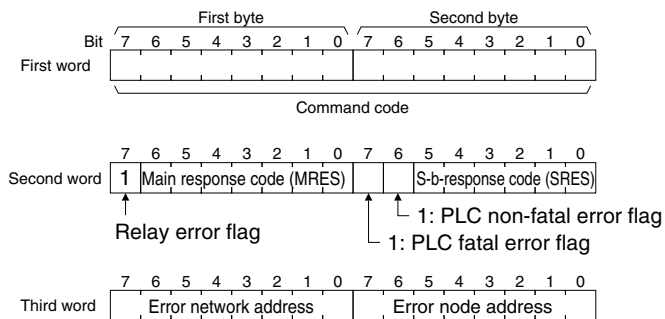 First byte Second byte
Bit 7 6 5 4 3 2 1 0 7 6 5 4 3 2 1 0
First word
Command code
7 6 5 4 3 2 1 0 7 6 5 4 3 2 1 0
Second word 1 Main response code (MRES) S-b-response code (SRES)
1: PLC non-fatal error flag
Relay error flag
1: PLC fatal error flag
7 6 5 4 3 2 1 0 7 6 5 4 3 2 1 0
Third word Error network address Error node address